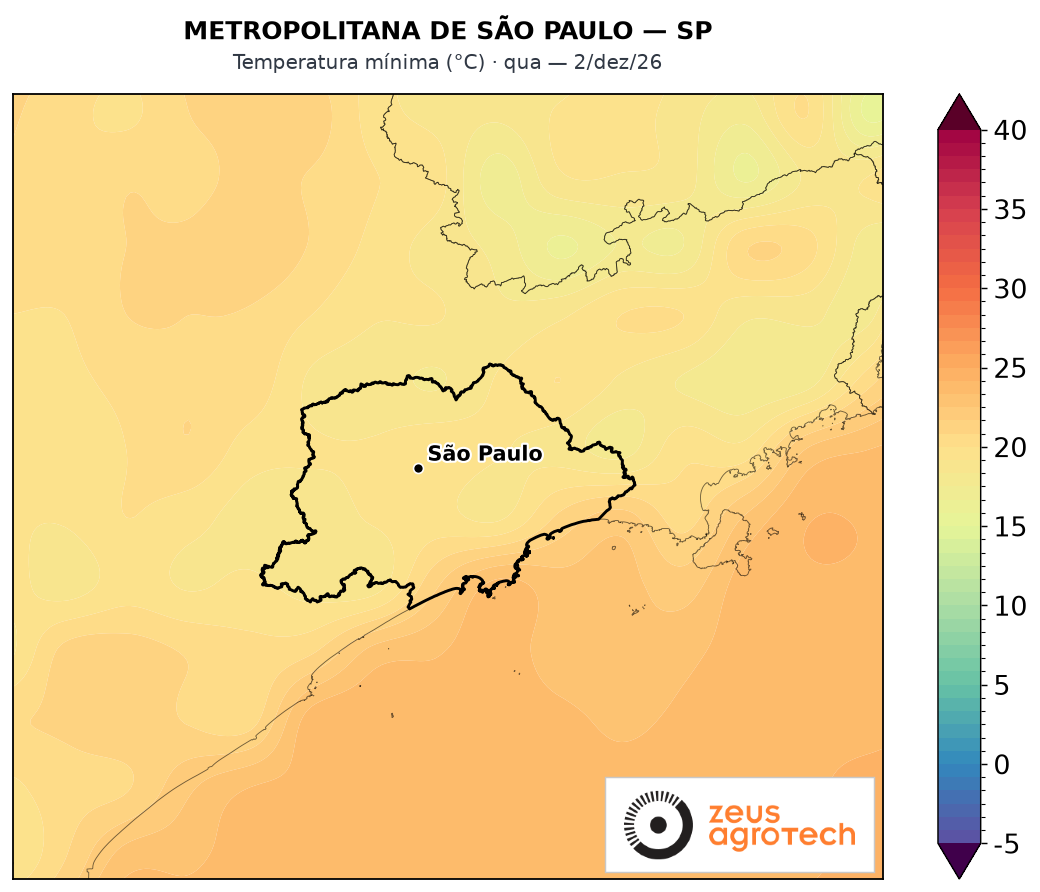 METROPOLITANA DE SÃO PAULO — SP
Temperatura mínima (°C) · qua — 2/dez/26
São Paulo
40
35
30
25
20
15
10
5
0
-5
zeus
agrotech